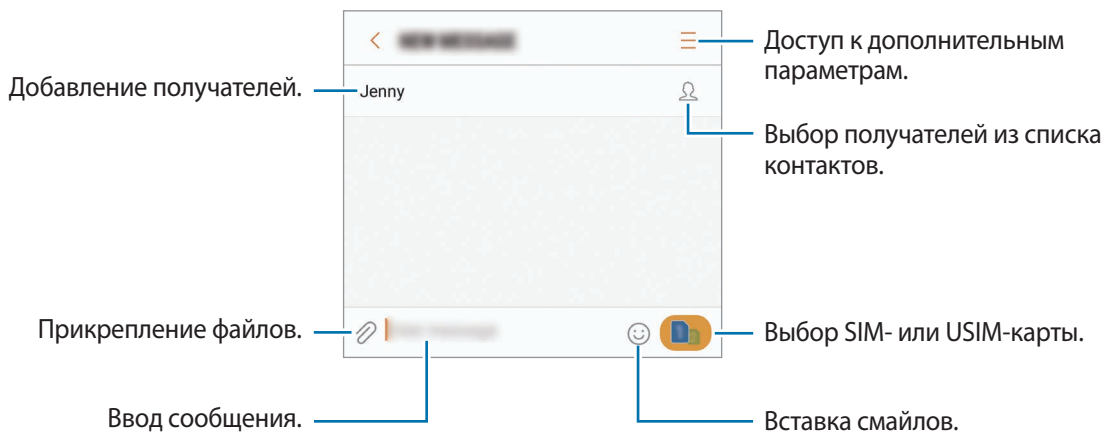 Доступ к дополнительным
параметрам.
Добавление получателей.
Jenny
Выбор получателей из списка
контактов.
Прикрепление файлов.
Выбор SIM- или USIM-карты.
Ввод сообщения.
Вставка смайлов.